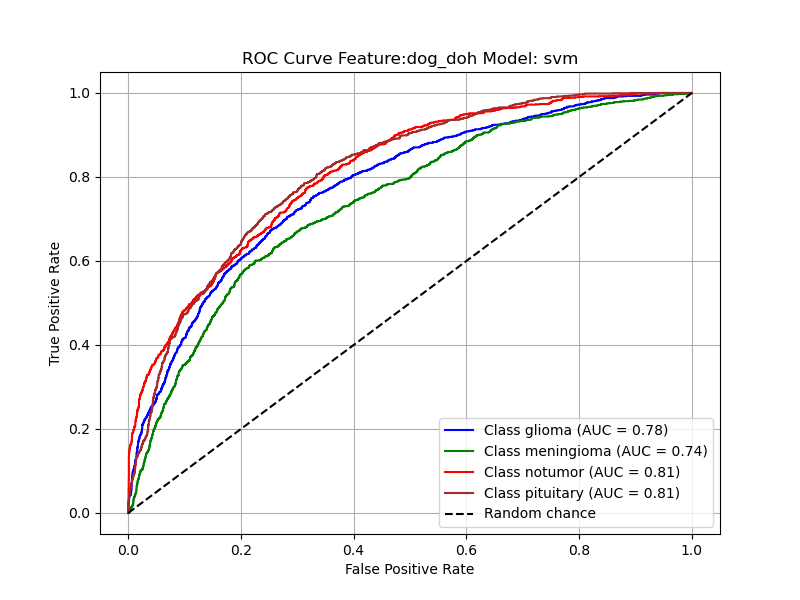 ROC Curve Feature:dog_doh Model: svm
1.0
0.8
0.6
0.4
0.2
0.0
True Positive Rate
Class glioma (AUC = 0.78)
Class meningioma (AUC = 0.74)
Class notumor (AUC = 0.81)
Class pituitary (AUC = 0.81)
Random chance
0.0 0.2 0.4 0.6 0.8 1.0
False Positive Rate